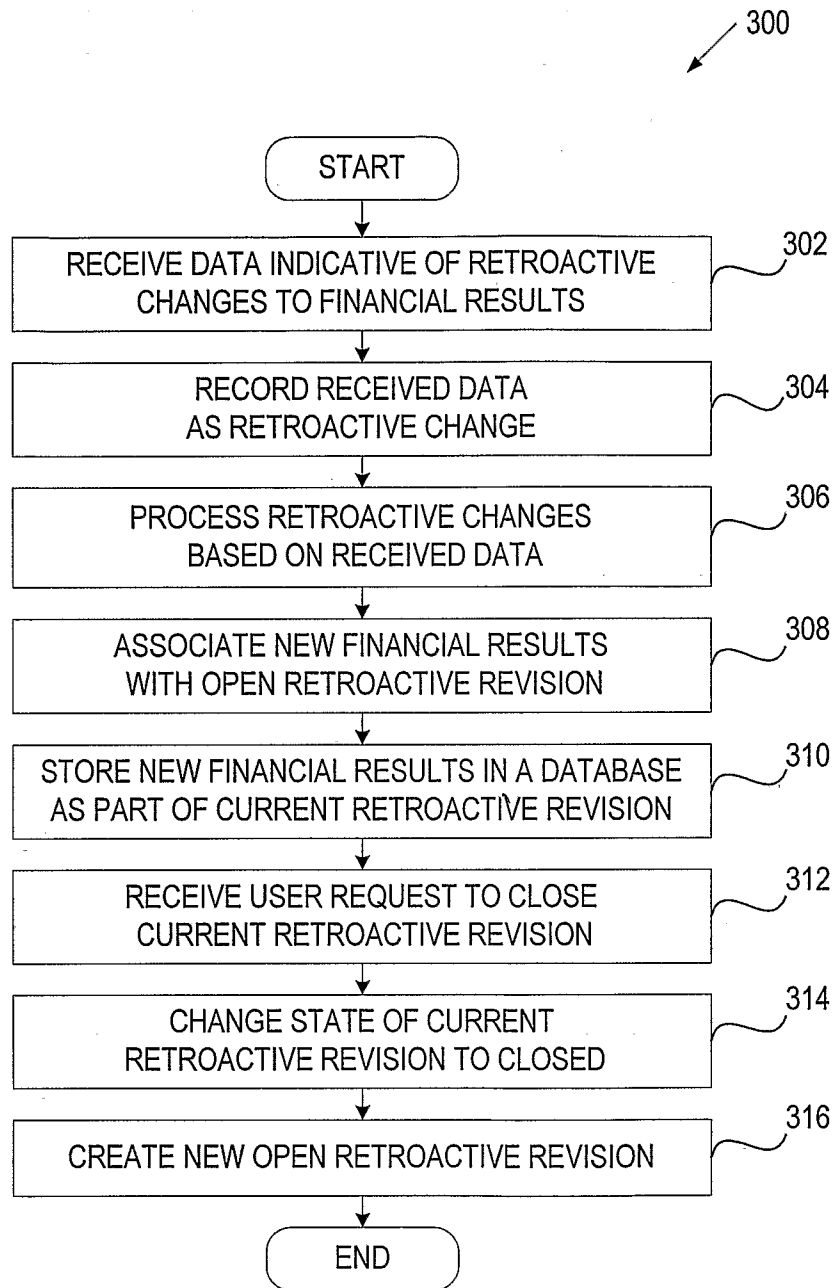 300
START
RECEIVE DATA INDICATIVE OF RETROACTIVE
CHANGES TO FINANCIAL RESULTS
302
RECORD RECEIVED DATA
AS RETROACTIVE CHANGE
304
PROCESS RETROACTIVE CHANGES
BASED ON RECEIVED DATA
306
ASSOCIATE NEW FINANCIAL RESULTS
WITH OPEN RETROACTIVE REVISION
308
STORE NEW FINANCIAL RESULTS IN A DATABASE
AS PART OF CURRENT RETROACTIVE REVISION
310
RECEIVE USER REQUEST TO CLOSE
CURRENT RETROACTIVE REVISION
312
CHANGE STATE OF CURRENT
RETROACTIVE REVISION TO CLOSED
314
CREATE NEW OPEN RETROACTIVE REVISION
316
END